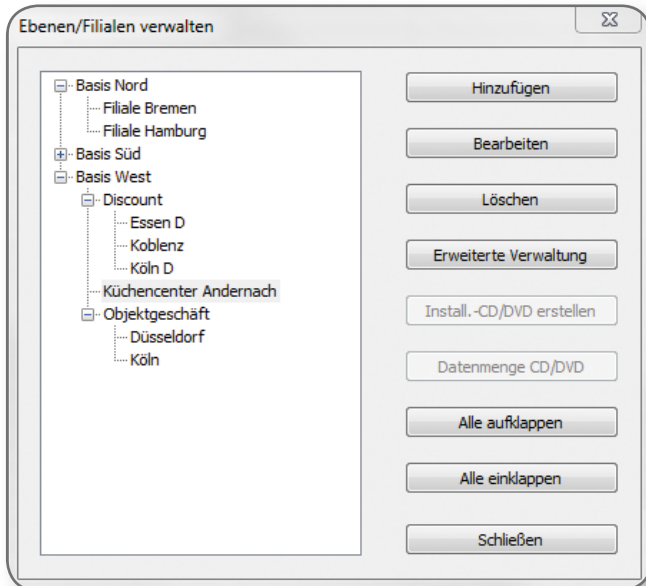 Ebenen/Filialen verwalten
Basis Nord
Filiale Bremen
Filiale Hamburg
Basis Süd
Basis West
Discount
Essen D
Koblenz
Köln D
Küchencenter Andernach
Objektgeschäft
Düsseldorf
Köln
Hinzufügen
Bearbeiten
Löschen
Erweiterte Verwaltung
Install.-CD/DVD erstellen
Datenmenge CD/DVD
Alle aufklappen
Alle einklappen
Schließen